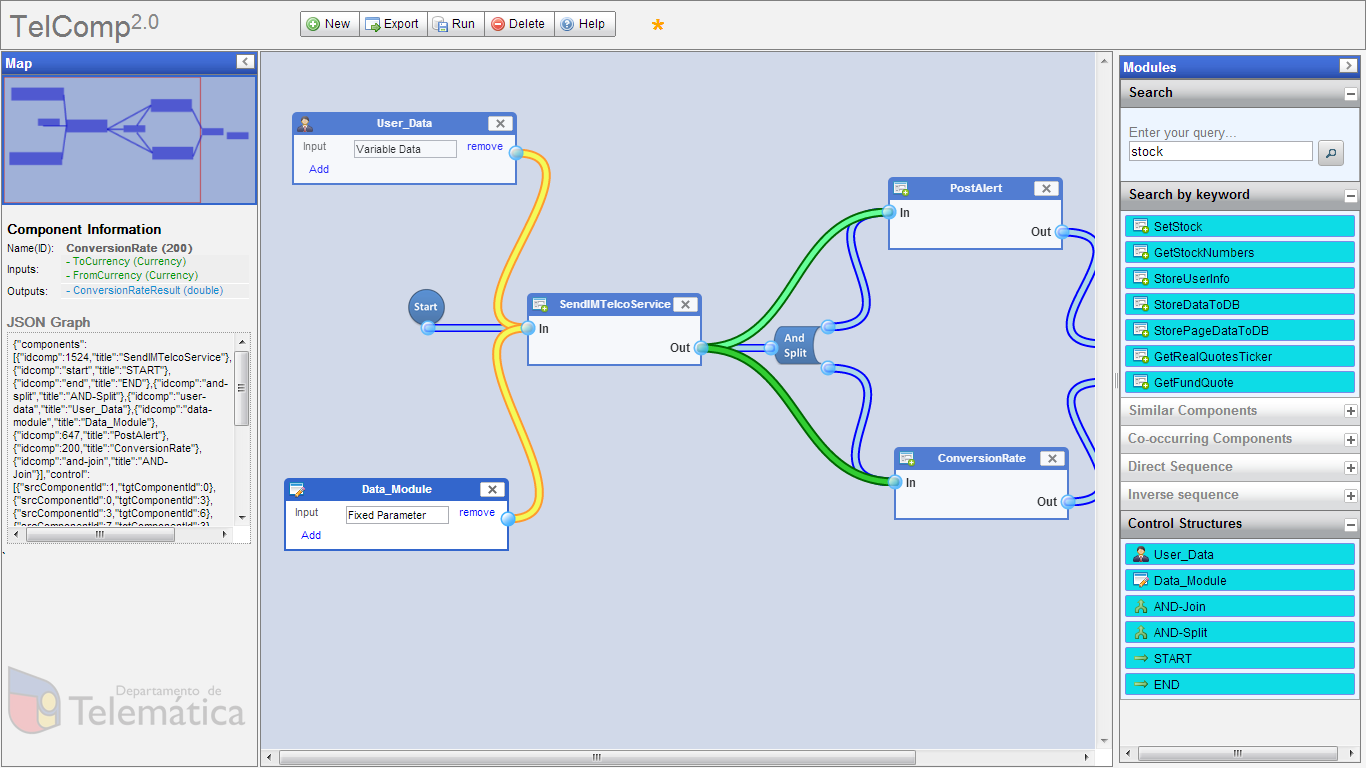 TelComp2.0
New Export Run Delete Help
Map
Component Information
Name(ID): ConversionRate (200)
Inputs:
- ToCurrency (Currency)
- FromCurrency (Currency)
Outputs: - ConversionRateResult (double)
JSON Graph
{"components":
[{"idcomp":1524,"title":"SendIMTelcoService"},
{"idcomp":"start","title":"START"},
{"idcomp":"end","title":"END"},{"idcomp":"and-
split","title":"AND-Split"},{"idcomp":"user-
data","title":"User_Data"},{"idcomp":"data-
module","title":"Data_Module"},
{"idcomp":647,"title":"PostAlert"},
{"idcomp":200,"title":"ConversionRate"},
{"idcomp":"and-join","title":"AND-
Join"}],"control":
[{"srcComponentId":1,"tgtComponentId":0},
{"srcComponentId":0,"tgtComponentId":3},
{"srcComponentId":3,"tgtComponentId":6},
{"srcComponentId":7,"tgtComponentId":3}
Departamento de
Telemática
User_Data
Input Variable Data remove
Add
Start
SendIMTelcoService
In
Out
Data_Module
Input Fixed Parameter remove
Add
And
Split
PostAlert
In
Out
ConversionRate
In
Out
Modules
Search
Enter your query...
stock
Search by keyword
SetStock
GetStockNumbers
StoreUserInfo
StoreDataToDB
StorePageDataToDB
GetRealQuotesTicker
GetFundQuote
Similar Components
Co-occurring Components
Direct Sequence
Inverse sequence
Control Structures
User_Data
Data_Module
AND-Join
AND-Split
START
END